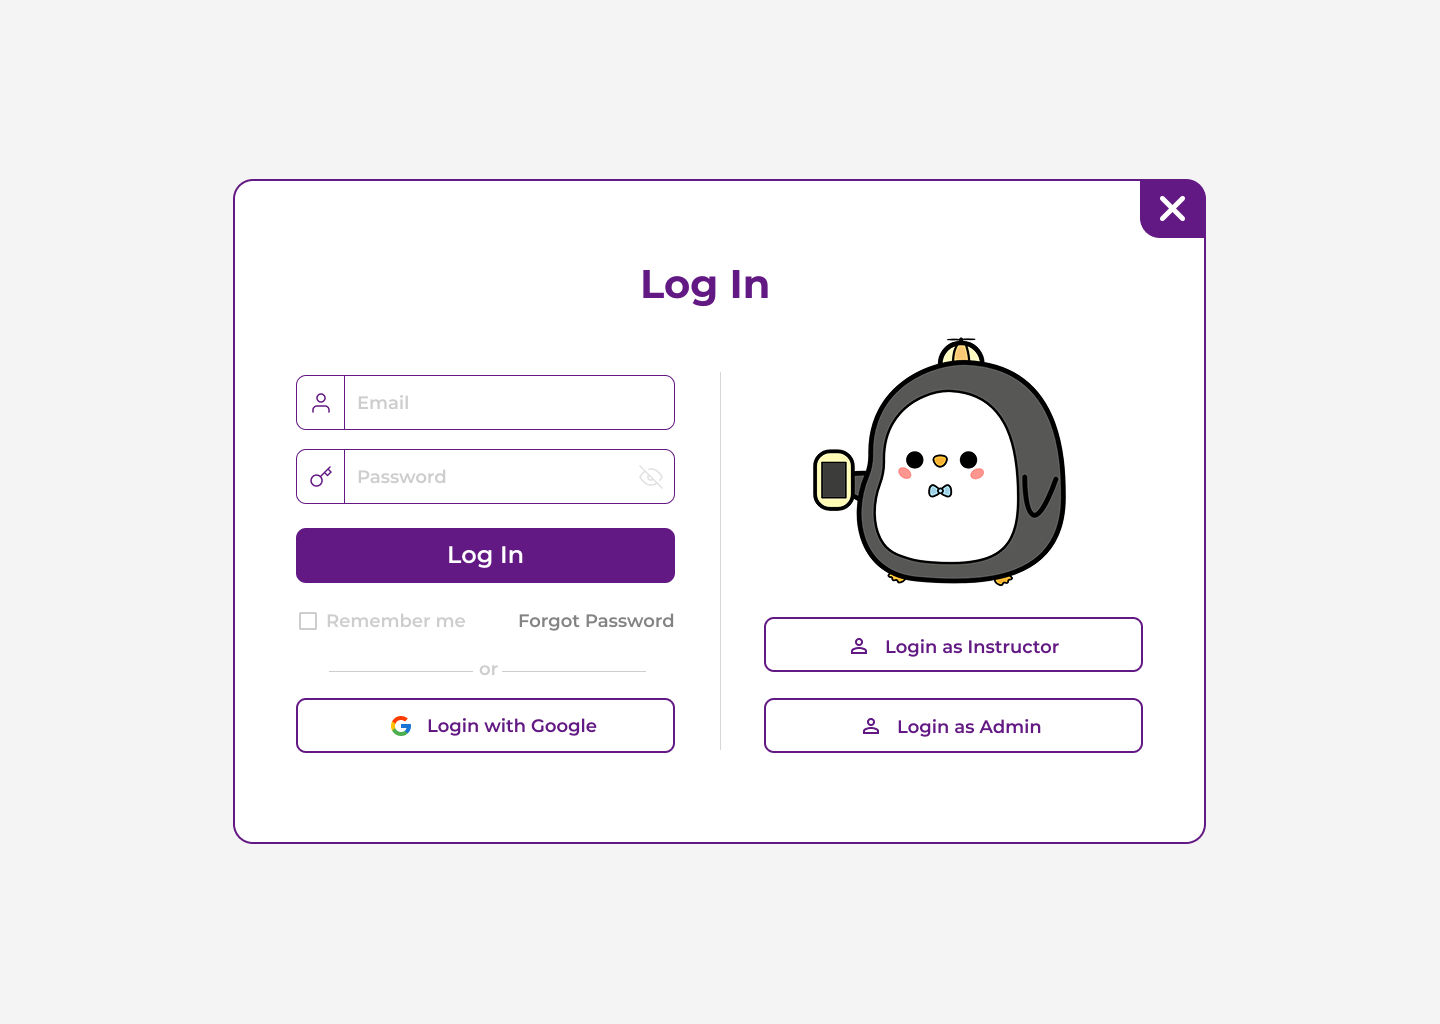 Log In
Email
Password
Log In
Remember me
Forgot Password
or
Login with Google
Login as Instructor
Login as Admin